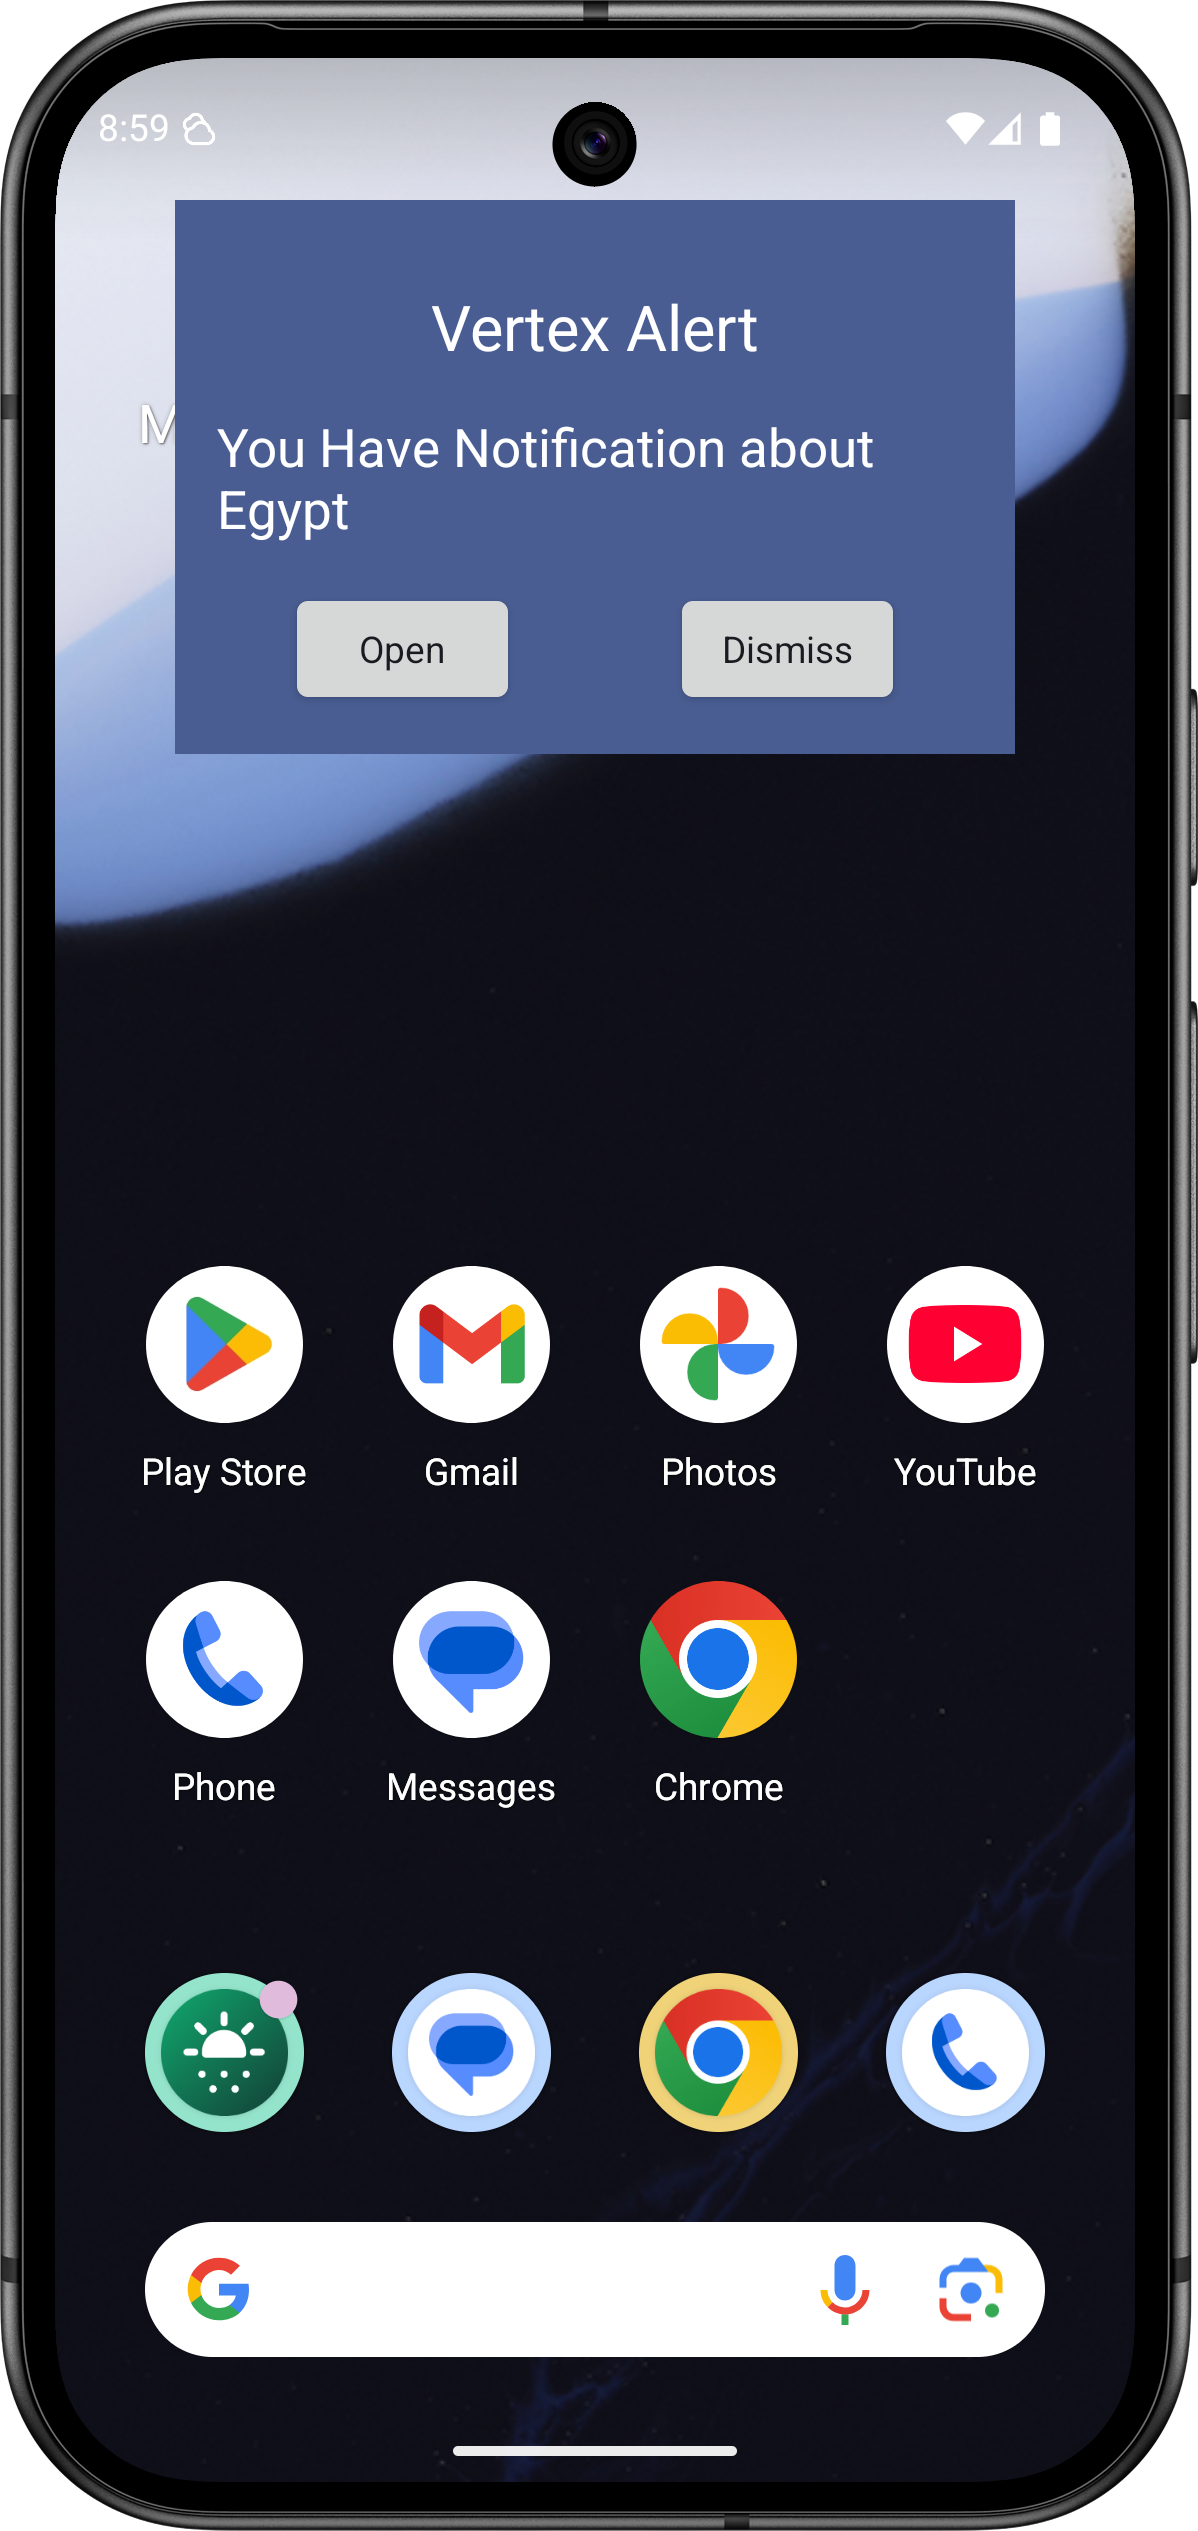 8:59
Vertex Alert
M
You Have Notification about
Egypt
Open
Dismiss
Play Store
Gmail
Photos
YouTube
Phone
Messages
Chrome